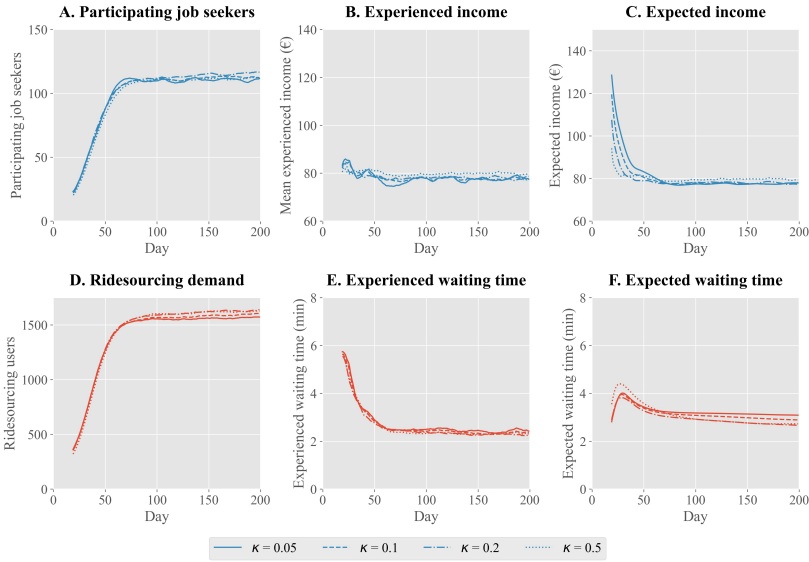 A. Participating job seekers
B. Experienced income
C. Expected income
150
100
50
0
Participating job seekers
0
50
100
150
200
Day
140
120
100
80
60
Mean experienced income (€)
0
50
100
150
200
Day
140
120
100
80
60
Expected income (€)
0
50
100
150
200
Day
D. Ridesourcing demand
E. Experienced waiting time
F. Expected waiting time
1500
1000
500
0
Ridesourcing users
0
50
100
150
200
Day
8
6
4
2
0
Experienced waiting time (min)
0
50
100
150
200
Day
8
6
4
2
0
Expected waiting time (min)
0
50
100
150
200
Day
κ = 0.05
κ = 0.1
κ = 0.2
κ = 0.5